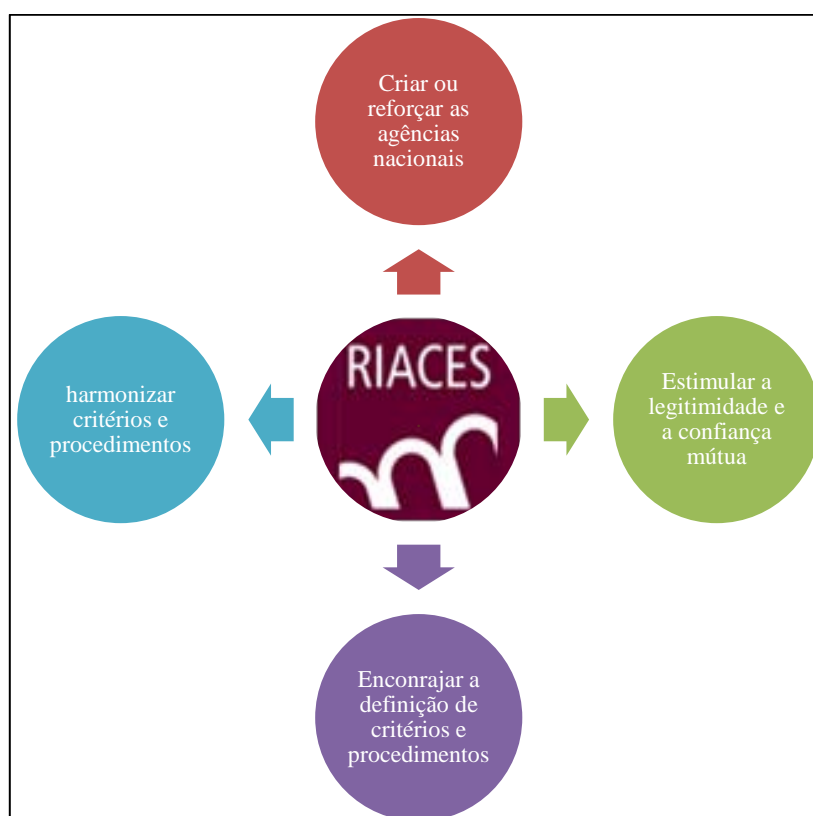 Criar ou
reforçar as
agências
nacionais
harmonizar
critérios e
procedimentos
RIACES
Estimular a
legitimidade e
a confiança
mútua
Enconrajar a
definição de
critérios e
procedimentos